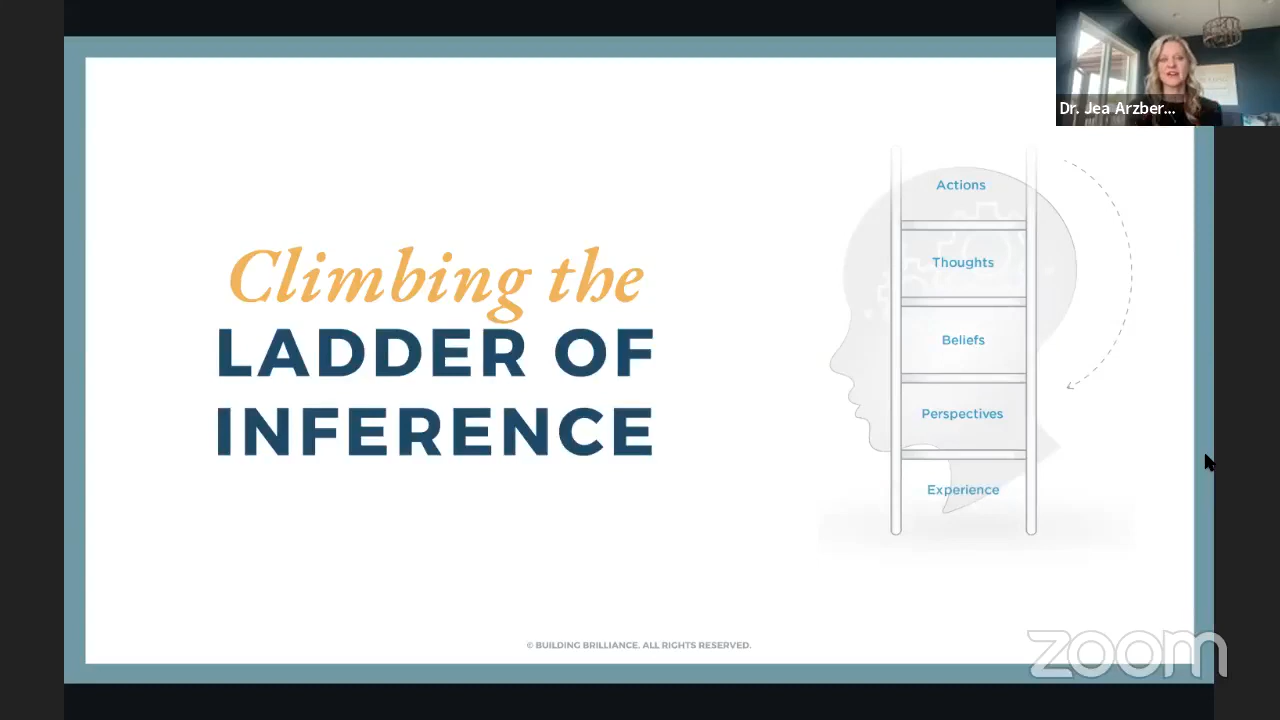 Dr. Jea Arzber...
Climbing the
LADDER OF
INFERENCE
Actions
Thoughts
Beliefs
Perspectives
Experience
© BUILDING BRILLIANCE. ALL RIGHTS RESERVED.
zoom